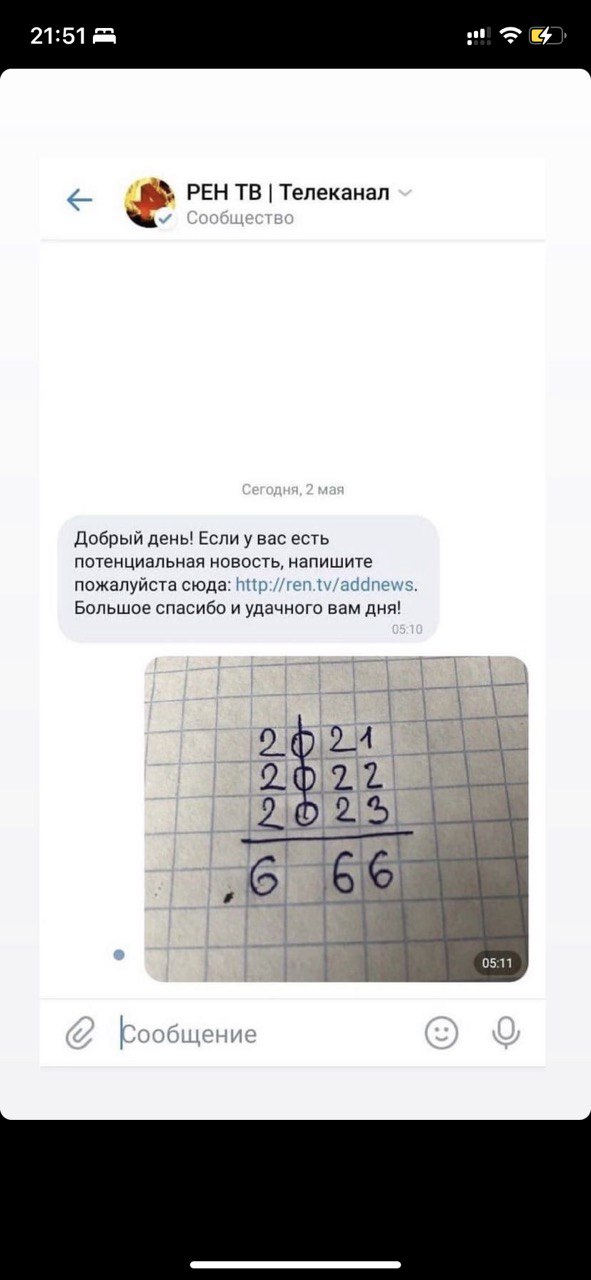 21:51
РЕН ТВ | Телеканал
Сообщество
Сегодня, 2 мая
Добрый день! Если у вас есть
потенциальная новость, напишите
пожалуйста сюда: http://ren.tv/addnews.
Большое спасибо и удачного вам дня!
05:10
2021
2022
2023
6 66
05:11
Сообщение